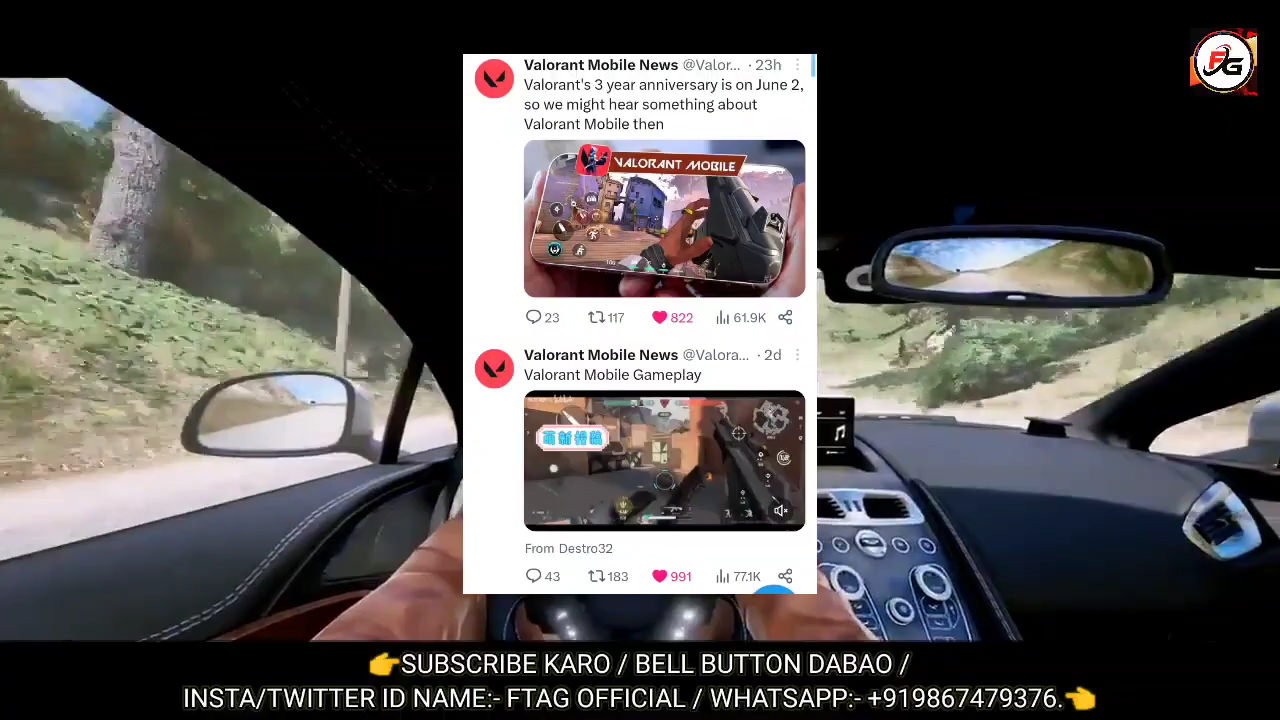 FG
Valorant Mobile News @Valor... · 23h
Valorant's 3 year anniversary is on June 2,
so we might hear something about
Valorant Mobile then
VALORANT MOBILE
23 117 822 61.9K
Valorant Mobile News @Valora... · 2d
Valorant Mobile Gameplay
From Destro32
43 183 991 77.1K
👉SUBSCRIBE KARO / BELL BUTTON DABAO /
INSTA/TWITTER ID NAME:- FTAG OFFICIAL / WHATSAPP:- +919867479376.👈